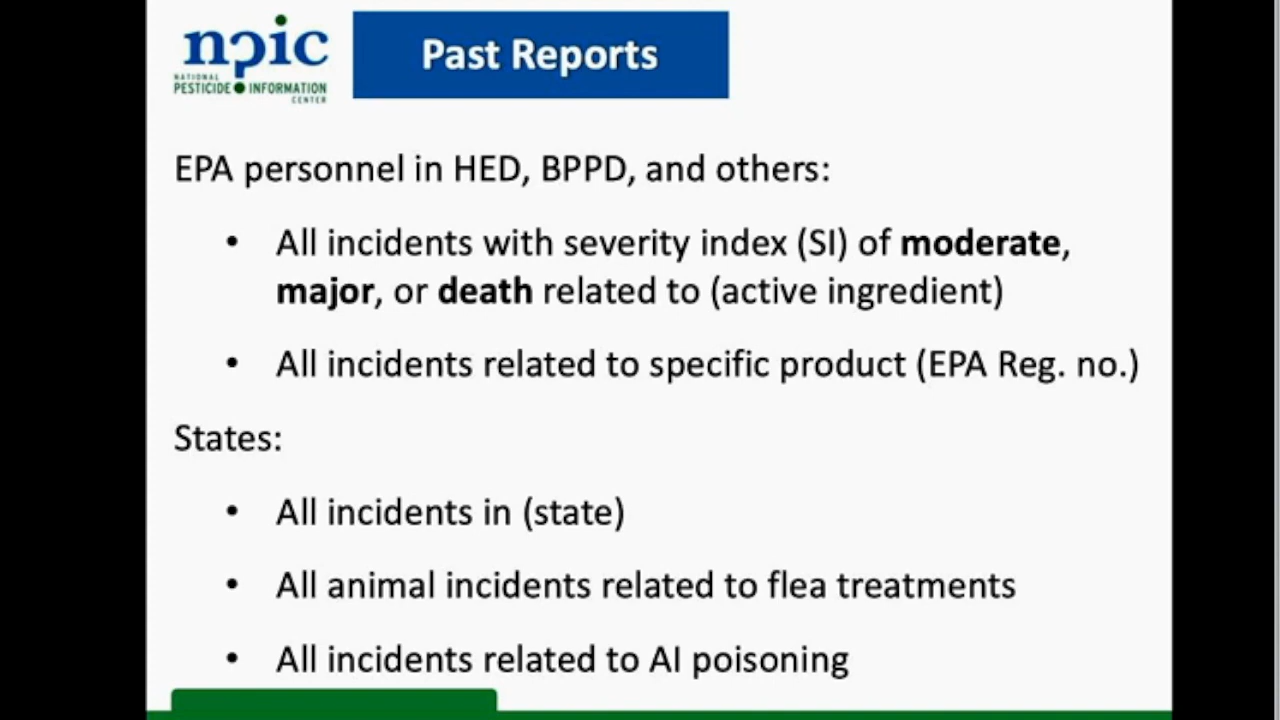 npic
NATIONAL
PESTICIDE INFORMATION
CENTER
Past Reports
EPA personnel in HED, BPPD, and others:
• All incidents with severity index (SI) of moderate,
major, or death related to (active ingredient)
• All incidents related to specific product (EPA Reg. no.)
States:
• All incidents in (state)
• All animal incidents related to flea treatments
• All incidents related to AI poisoning